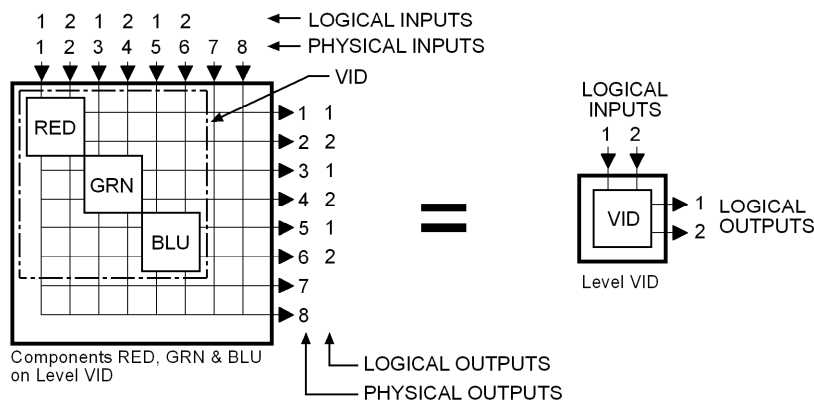 1 2 1 2 1 2 LOGICAL INPUTS
1 2 3 4 5 6 7 8 PHYSICAL INPUTS
VID
RED
GRN
BLU
1 1
2 2
3 1
4 2
5 1
6 2
7
8
Components RED, GRN & BLU
on Level VID
LOGICAL OUTPUTS
PHYSICAL OUTPUTS
=
LOGICAL
INPUTS
1 2
VID
1
2
LOGICAL
OUTPUTS
Level VID